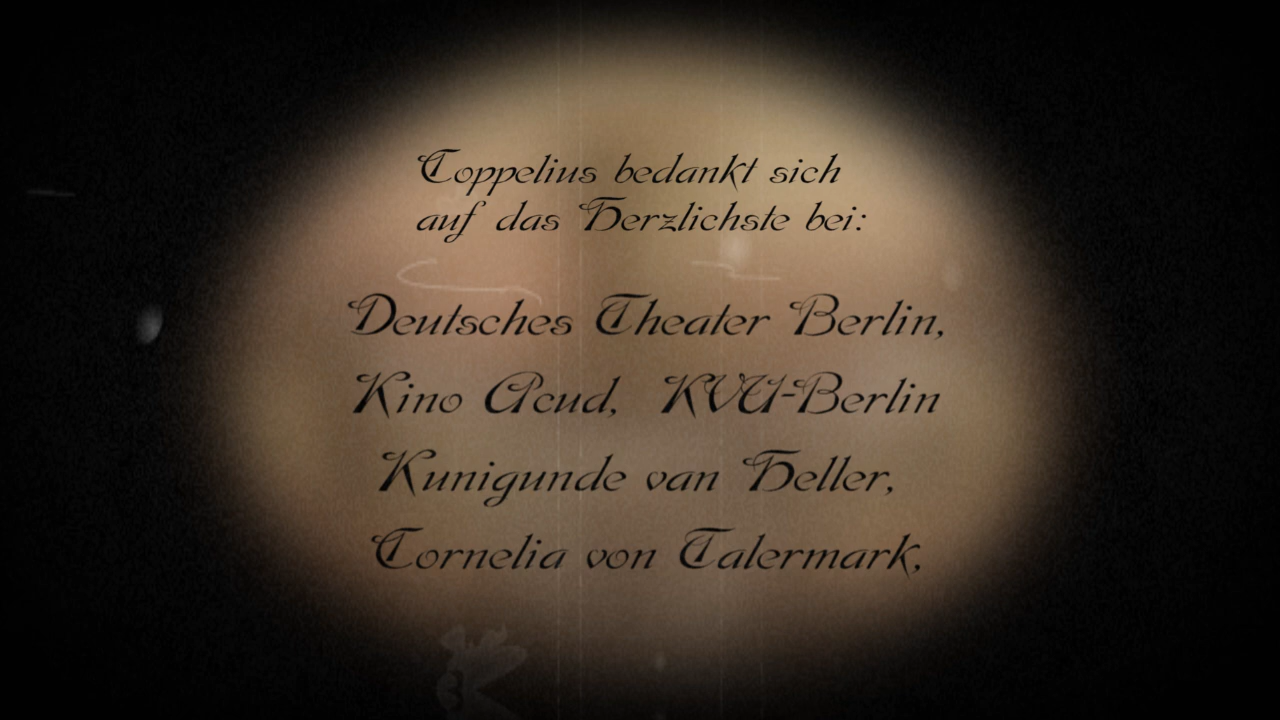 Coppelius bedankt sich
auf das Herzlichste bei:
Deutsches Theater Berlin,
Kino Acud, KVU-Berlin
Kunigunde van Heller,
Cornelia von Talermark,